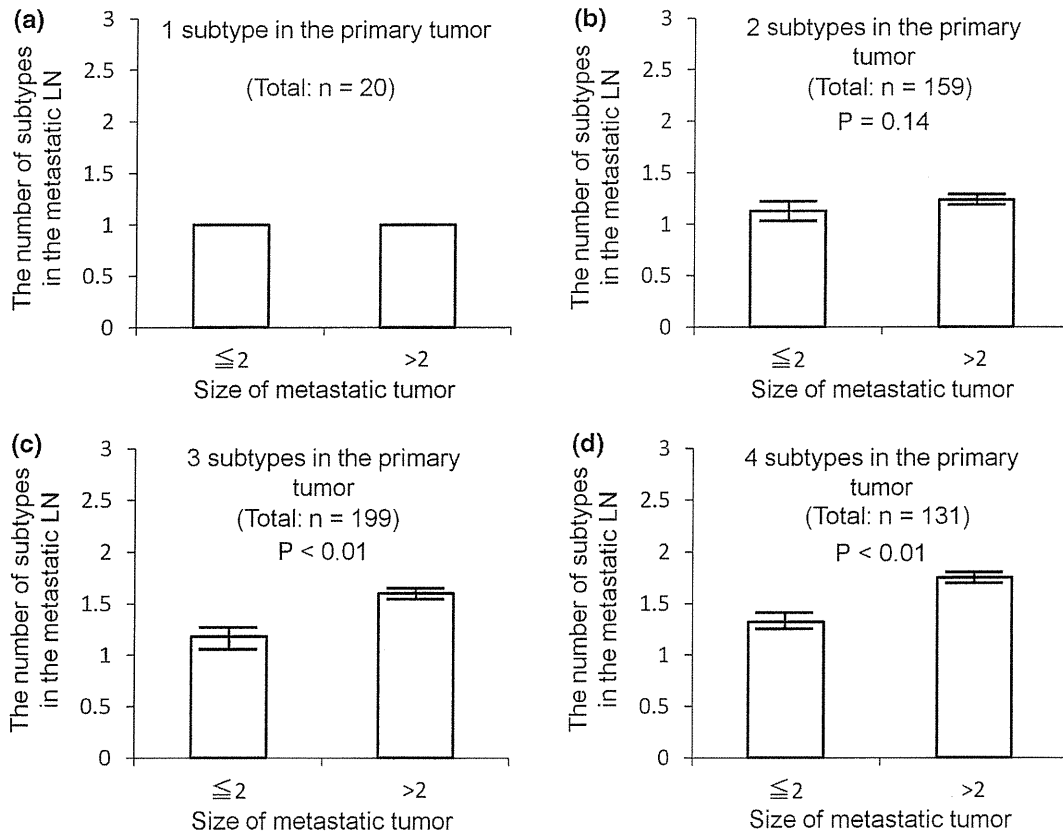 (a)
1 subtype in the primary tumor
(Total: n = 20)
The number of subtypes
in the metastatic LN
3
2.5
2
1.5
1
0.5
0
≦2
>2
Size of metastatic tumor
(b)
2 subtypes in the primary
tumor
(Total: n = 159)
P = 0.14
The number of subtypes
in the metastatic LN
3
2.5
2
1.5
1
0.5
0
≦2
>2
Size of metastatic tumor
(c)
3 subtypes in the primary
tumor
(Total: n = 199)
P < 0.01
The number of subtypes
in the metastatic LN
3
2.5
2
1.5
1
0.5
0
≦2
>2
Size of metastatic tumor
(d)
4 subtypes in the primary
tumor
(Total: n = 131)
P < 0.01
The number of subtypes
in the metastatic LN
3
2.5
2
1.5
1
0.5
0
≦2
>2
Size of metastatic tumor